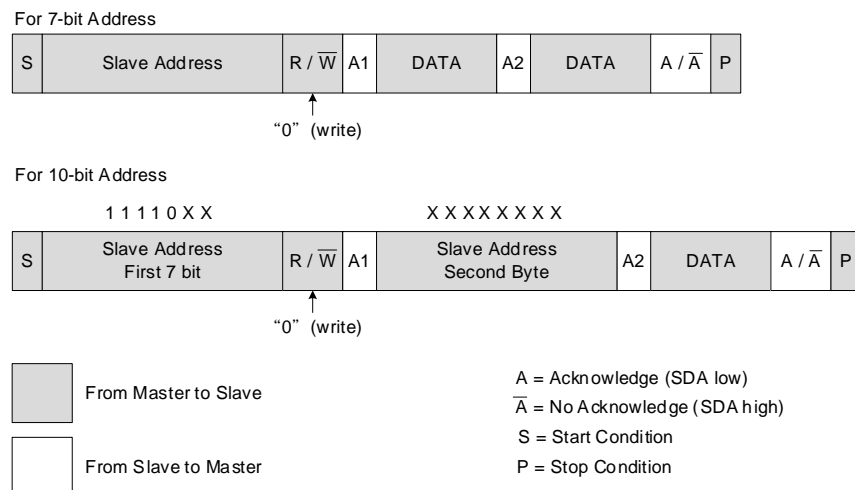 For 7-bit Address
S Slave Address R / W̅ A1 DATA A2 DATA A / A̅ P
“0” (write)
For 10-bit Address
1 1 1 1 0 X X X X X X X X X X
S Slave Address First 7 bit R / W̅ A1 Slave Address Second Byte A2 DATA A / A̅ P
“0” (write)
From Master to Slave
From Slave to Master
A = Acknowledge (SDA low)
A̅ = No Acknowledge (SDA high)
S = Start Condition
P = Stop Condition